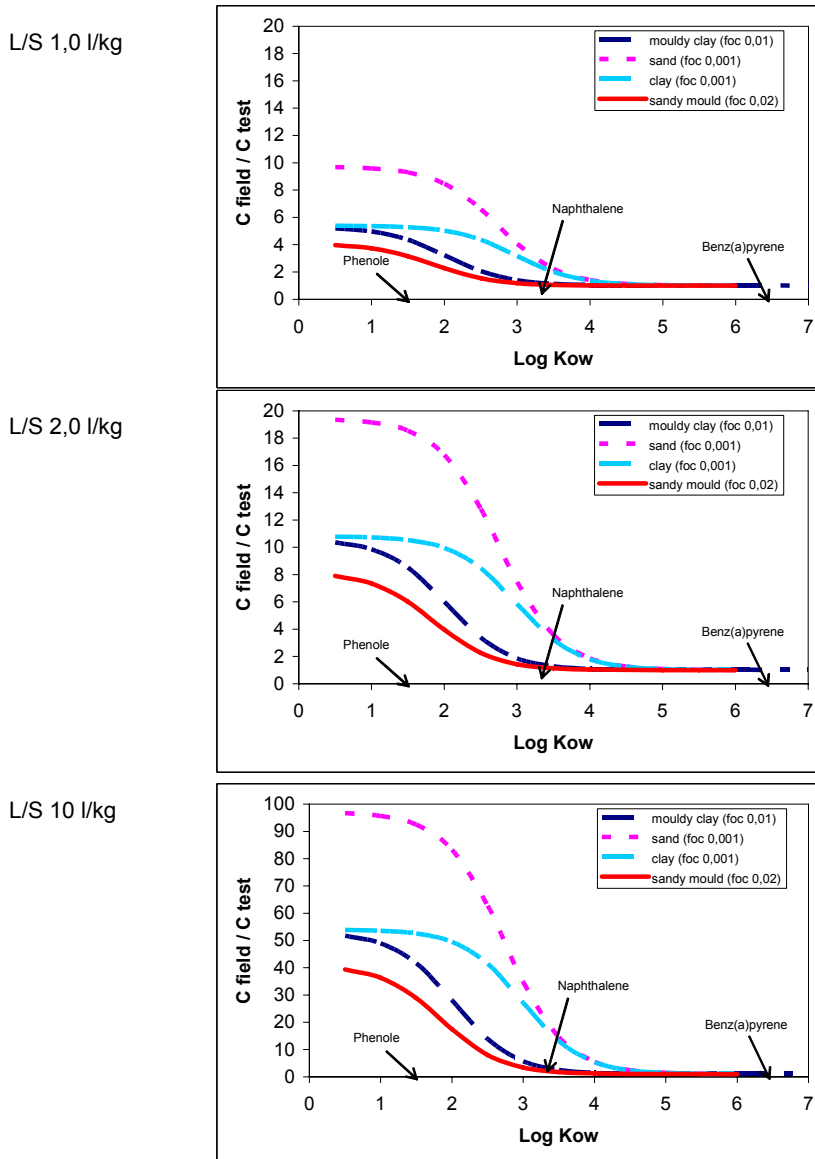 L/S 1,0 l/kg
20
18
16
14
12
10
8
6
4
2
0
C field / C test
mouldy clay (foc 0,01)
sand (foc 0,001)
clay (foc 0,001)
sandy mould (foc 0,02)
Phenole
Naphthalene
Benz(a)pyrene
0 1 2 3 4 5 6 7
Log Kow
L/S 2,0 l/kg
20
18
16
14
12
10
8
6
4
2
0
C field / C test
mouldy clay (foc 0,01)
sand (foc 0,001)
clay (foc 0,001)
sandy mould (foc 0,02)
Phenole
Naphthalene
Benz(a)pyrene
0 1 2 3 4 5 6 7
Log Kow
L/S 10 l/kg
100
90
80
70
60
50
40
30
20
10
0
C field / C test
mouldy clay (foc 0,01)
sand (foc 0,001)
clay (foc 0,001)
sandy mould (foc 0,02)
Phenole
Naphthalene
Benz(a)pyrene
0 1 2 3 4 5 6 7
Log Kow